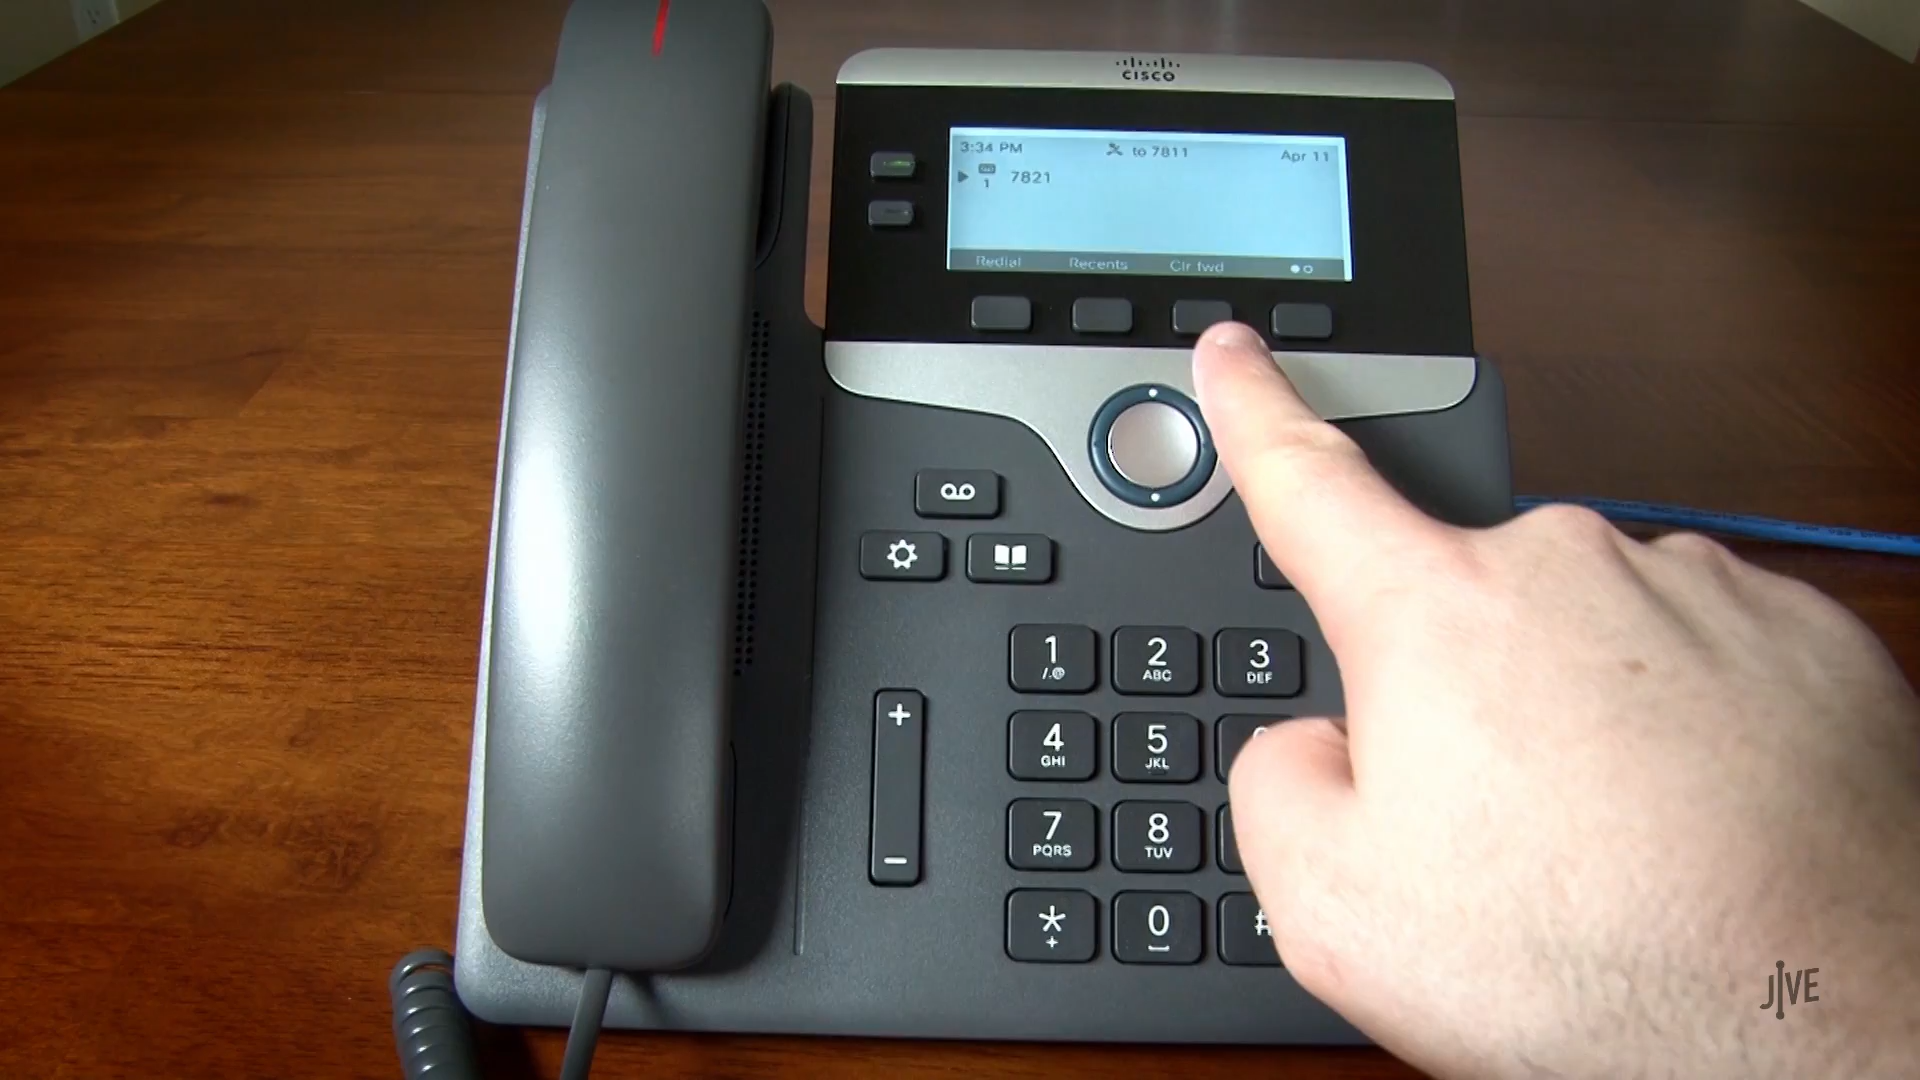 CISCO
3:34 PM to 7811 Apr 11
1 7821
Redial Recents Clr fwd
1 2 3
/.@ ABC DEF
4 5
GHI JKL
7 8
PQRS TUV
* 0 #
+
+
−
JIVE